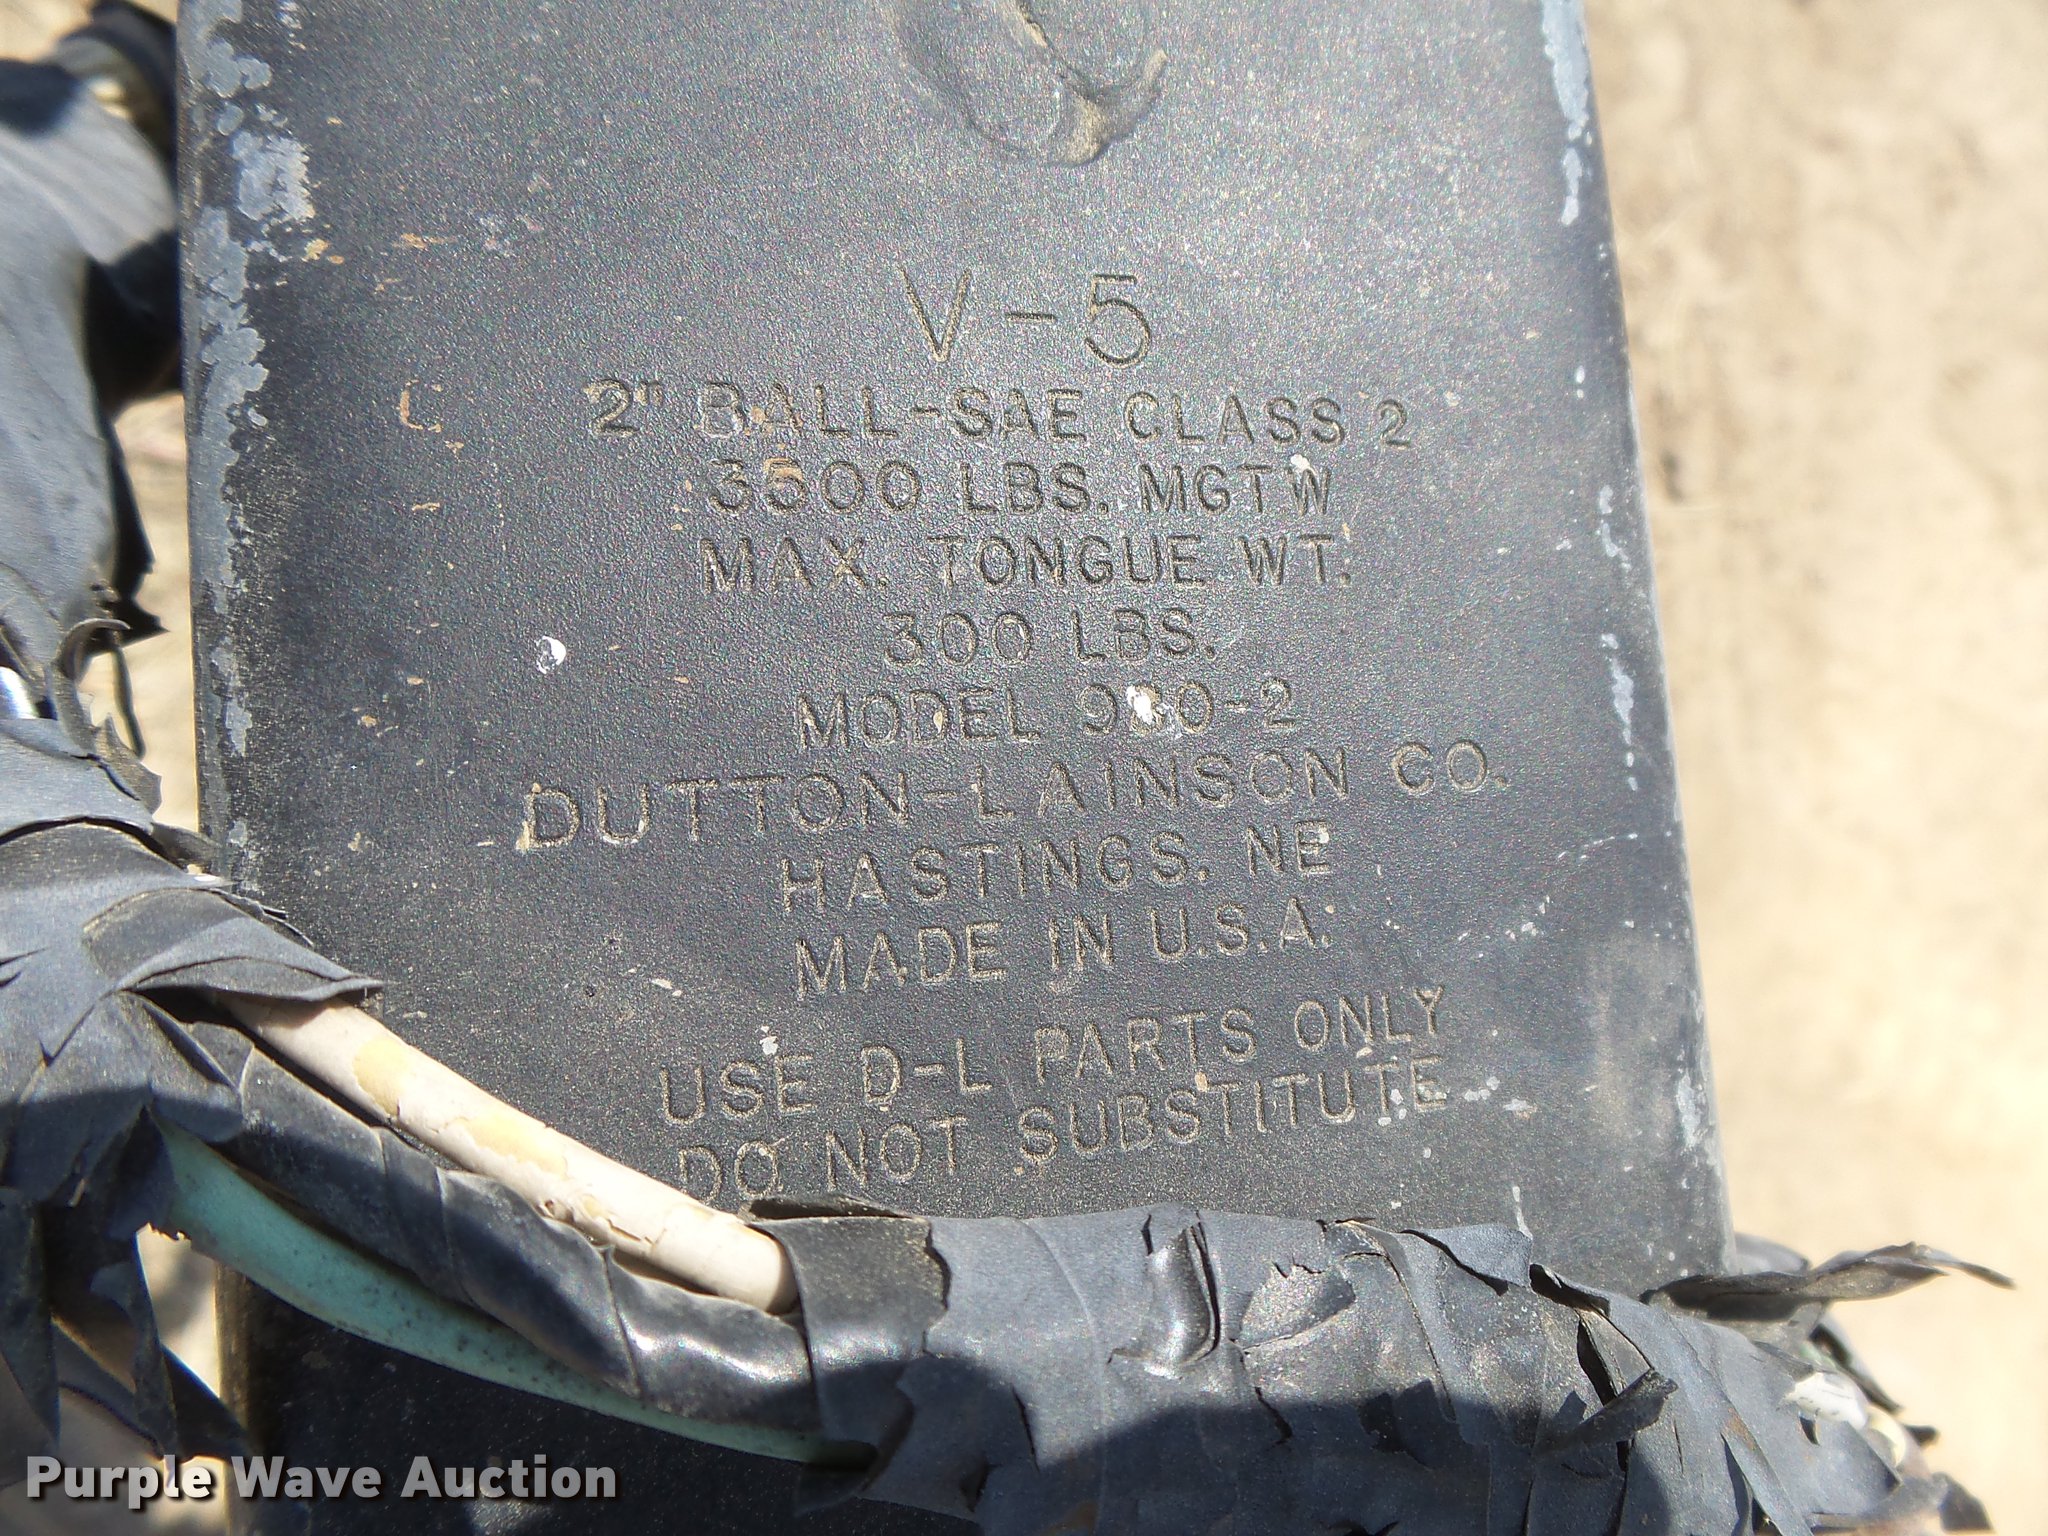 V-5
2" BALL-SAE CLASS 2
3500 LBS. MGTW
MAX. TONGUE WT.
300 LBS.
MODEL
DUTTON-LAINSON CO.
HASTINGS, NE
MADE IN U.S.A.
USE D-L PARTS ONLY
DO NOT SUBSTITUTE
Purple Wave Auction